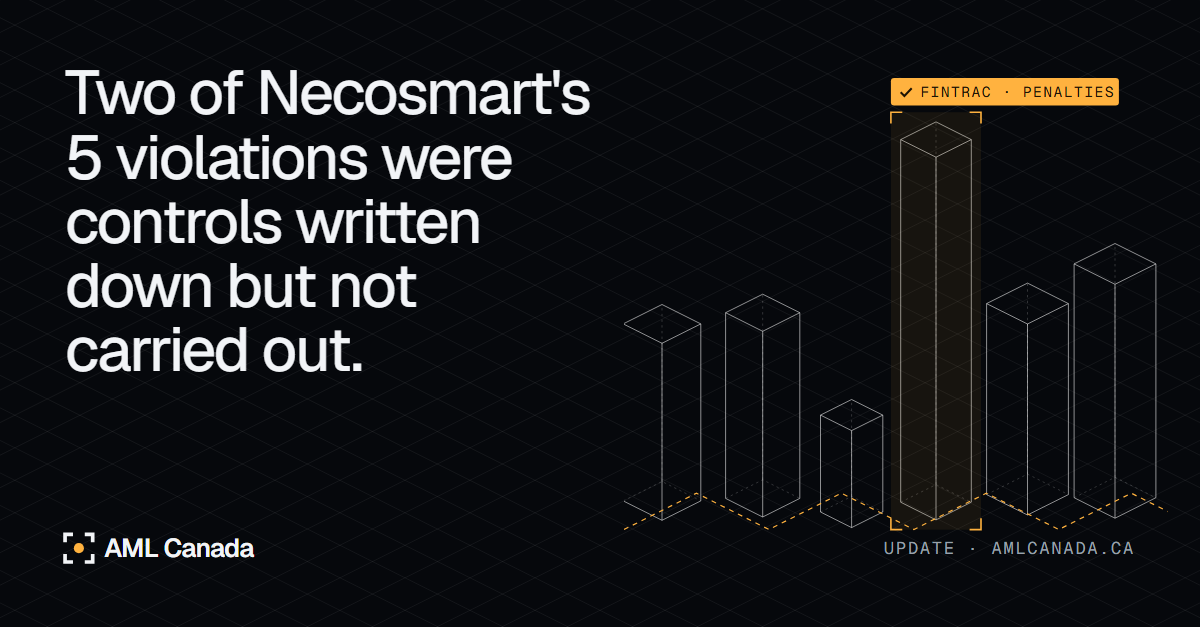 Two of Necosmart's
5 violations were
controls written
down but not
carried out.
FINTRAC · PENALTIES
AML Canada
UPDATE · AMLCANADA.CA